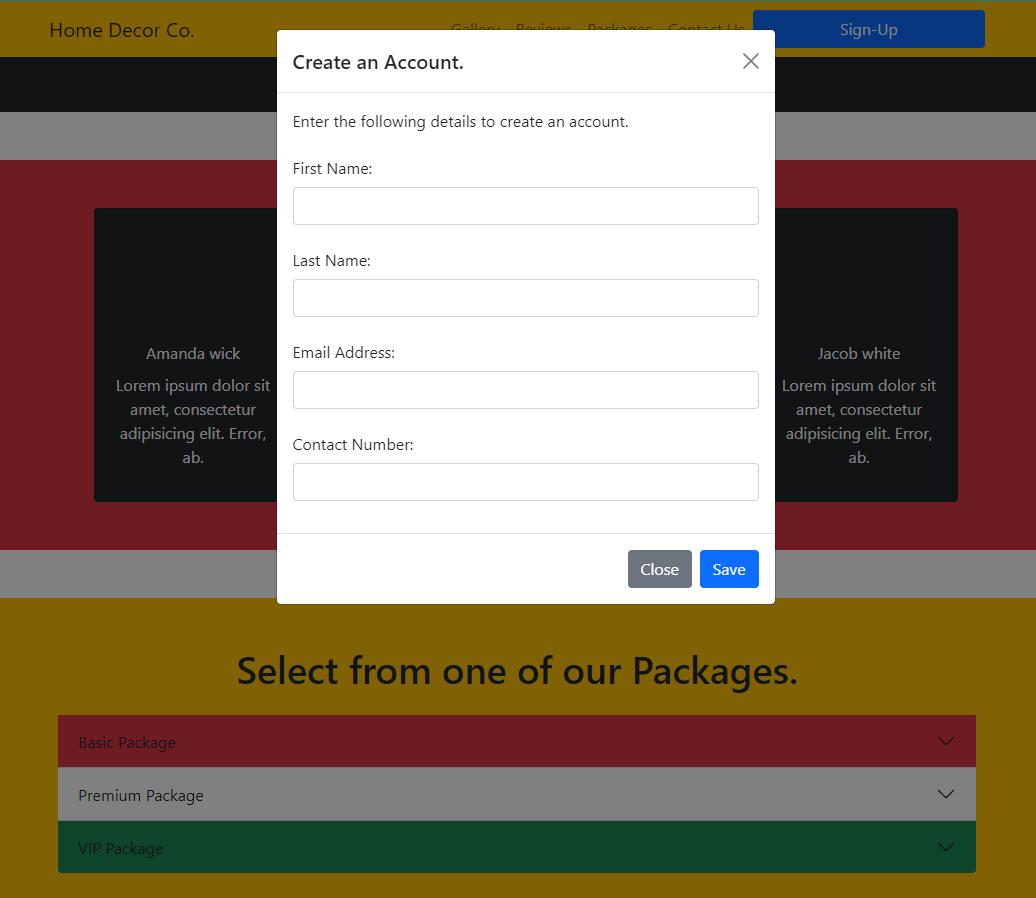 Home Decor Co.
Gallery Reviews Packages Contact Us Sign-Up
Create an Account.
Enter the following details to create an account.
First Name:
Last Name:
Email Address:
Contact Number:
Close Save
Amanda wick
Lorem ipsum dolor sit
amet, consectetur
adipisicing elit. Error,
ab.
Jacob white
Lorem ipsum dolor sit
amet, consectetur
adipisicing elit. Error,
ab.
Select from one of our Packages.
Basic Package
Premium Package
VIP Package